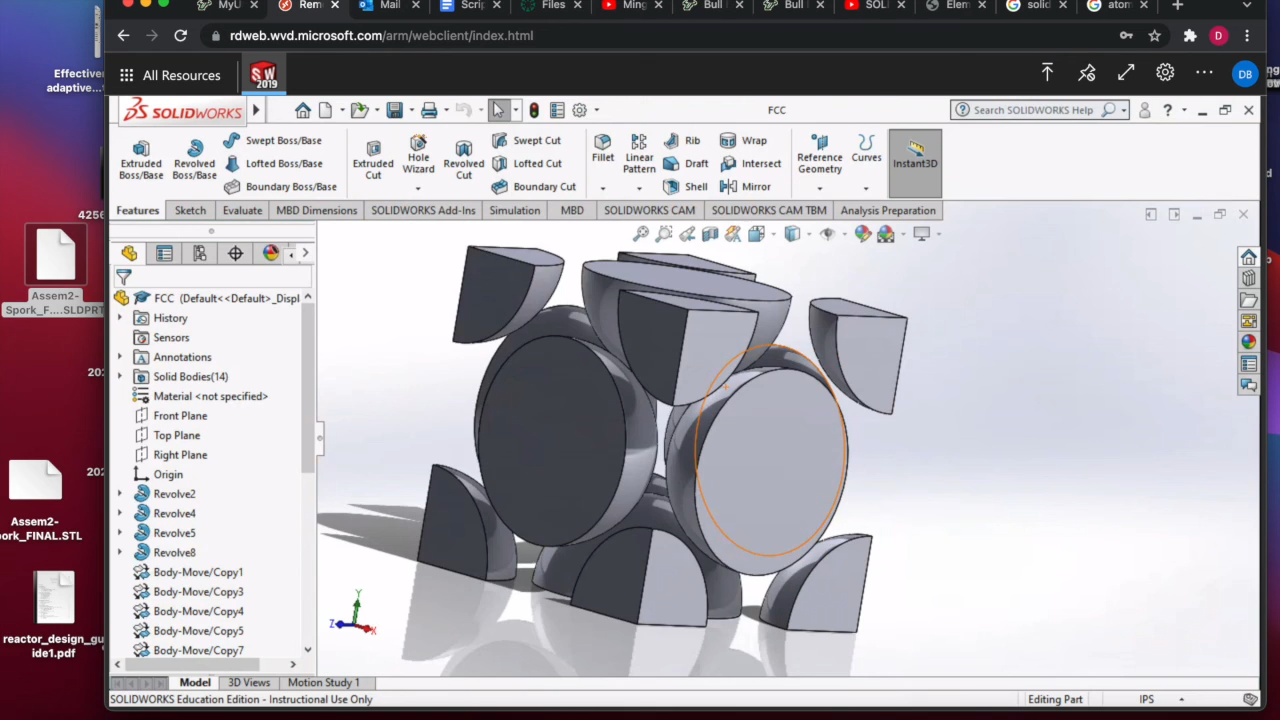 MyU
Rem
Mail
Scrip
Files
Ming
Bull
Bull
SOLI
Elem
solid
atom
rdweb.wvd.microsoft.com/arm/webclient/index.html
D
All Resources
SW
2019
DB
SOLIDWORKS
FCC
Search SOLIDWORKS Help
Extruded Boss/Base
Revolved Boss/Base
Swept Boss/Base
Lofted Boss/Base
Boundary Boss/Base
Extruded Cut
Hole Wizard
Revolved Cut
Swept Cut
Lofted Cut
Boundary Cut
Fillet
Linear Pattern
Rib
Draft
Shell
Wrap
Intersect
Mirror
Reference Geometry
Curves
Instant3D
Features
Sketch
Evaluate
MBD Dimensions
SOLIDWORKS Add-Ins
Simulation
MBD
SOLIDWORKS CAM
SOLIDWORKS CAM TBM
Analysis Preparation
FCC (Default<<Default>_Displ
History
Sensors
Annotations
Solid Bodies(14)
Material <not specified>
Front Plane
Top Plane
Right Plane
Origin
Revolve2
Revolve4
Revolve5
Revolve8
Body-Move/Copy1
Body-Move/Copy3
Body-Move/Copy4
Body-Move/Copy5
Body-Move/Copy7
Y
Z
X
Model
3D Views
Motion Study 1
SOLIDWORKS Education Edition - Instructional Use Only
Editing Part
IPS
Effective
adaptive...
4256
Assem2-
Spork_F....SLDPRT
202
202
Assem2-
ork_FINAL.STL
reactor_design_gu
ide1.pdf